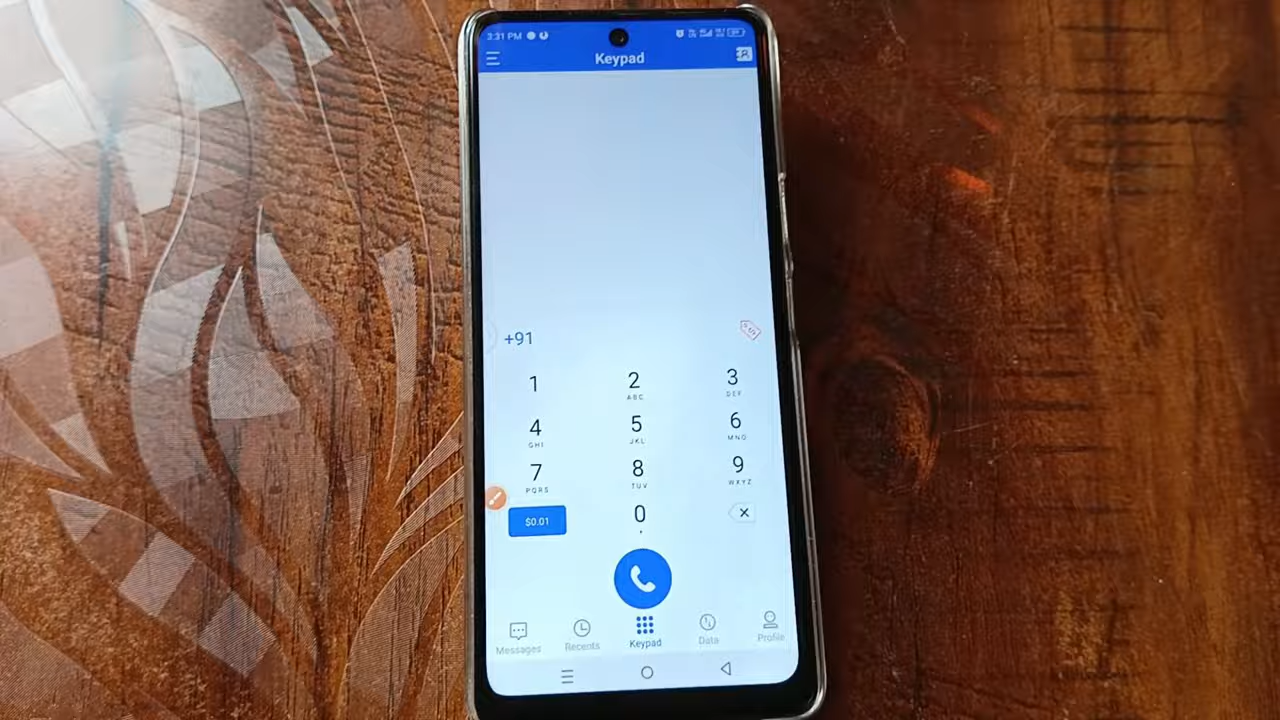 3:31 PM
Keypad
+91
1 2 3
ABC DEF
4 5 6
GHI JKL MNO
7 8 9
PQRS TUV WXYZ
$0.01 0
Messages Recents Keypad Data Profile